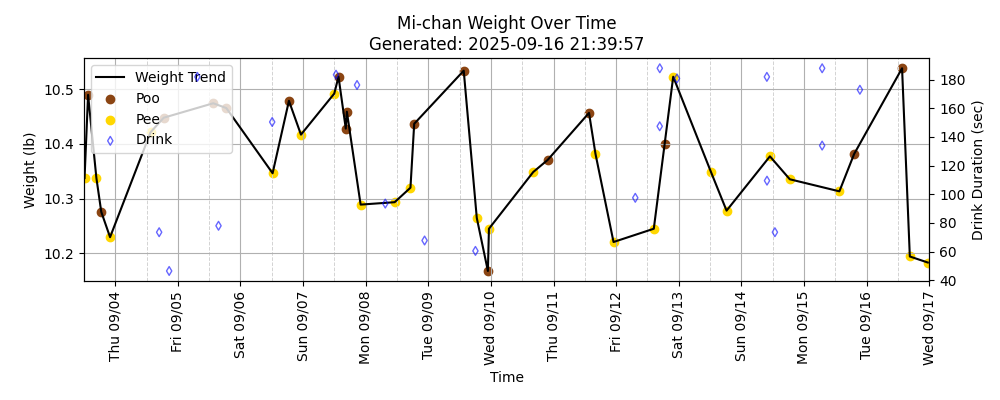 Mi-chan Weight Over Time
Generated: 2025-09-16 21:39:57
Weight Trend
Poo
Pee
Drink
Weight (lb)
10.5
10.4
10.3
10.2
Drink Duration (sec)
180
160
140
120
100
80
60
40
Thu 09/04
Fri 09/05
Sat 09/06
Sun 09/07
Mon 09/08
Tue 09/09
Wed 09/10
Thu 09/11
Fri 09/12
Sat 09/13
Sun 09/14
Mon 09/15
Tue 09/16
Wed 09/17
Time